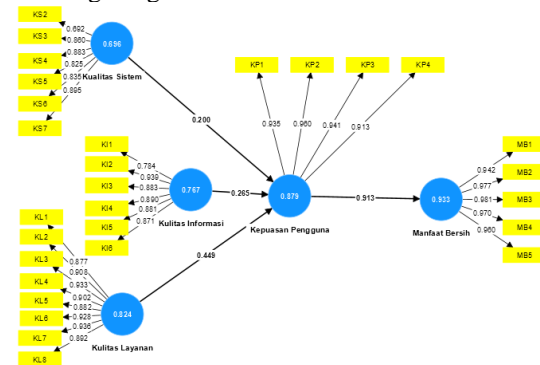 KS2
KS3
KS4
KS5
KS6
KS7
0.692
0.860
0.883
0.825
0.835
0.895
0.696
Kualitas Sistem
KP1
KP2
KP3
KP4
0.935
0.960
0.941
0.913
0.200
KI1
KI2
KI3
KI4
KI5
KI6
0.784
0.939
0.883
0.890
0.881
0.871
0.767
Kulitas Informasi
0.265
0.879
Kepuasan Pengguna
0.913
0.933
Manfaat Bersih
0.942
0.977
0.981
0.970
0.960
MB1
MB2
MB3
MB4
MB5
0.449
KL1
KL2
KL3
KL4
KL5
KL6
KL7
KL8
0.877
0.908
0.933
0.902
0.882
0.928
0.936
0.892
0.824
Kulitas Layanan